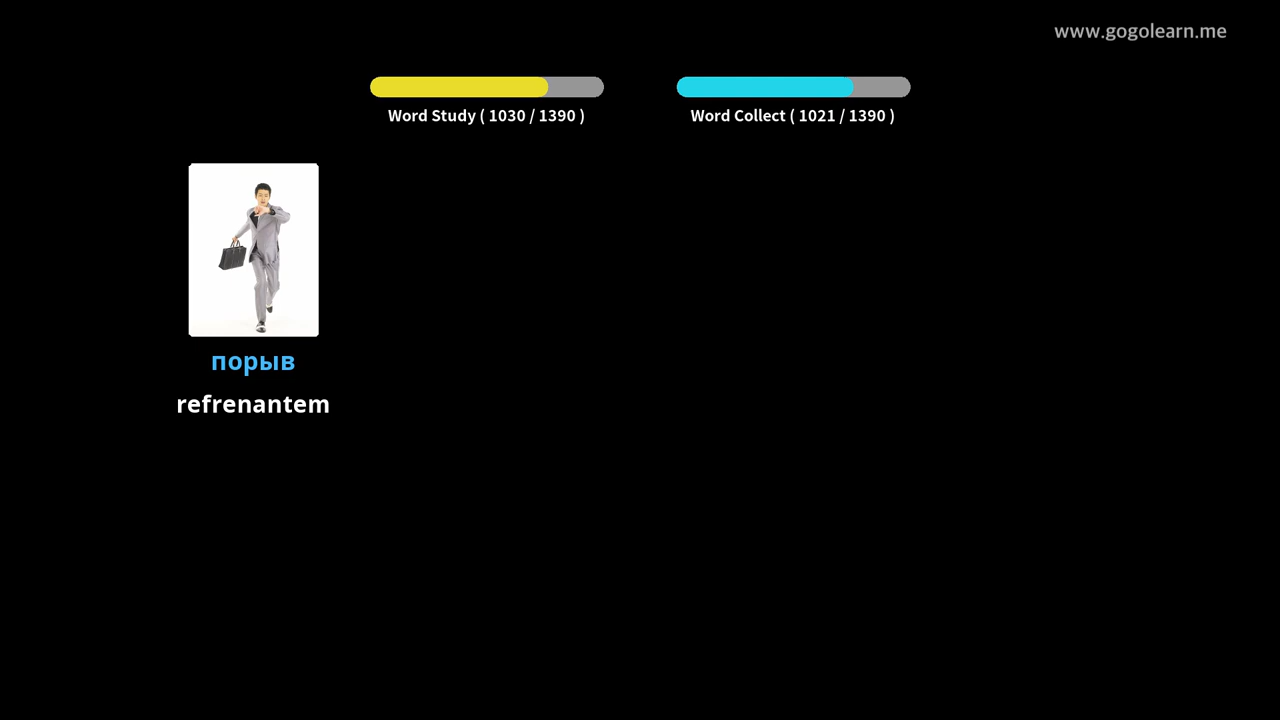 www.gogolearn.me
Word Study ( 1030 / 1390 )
Word Collect ( 1021 / 1390 )
порыв
refrenantem